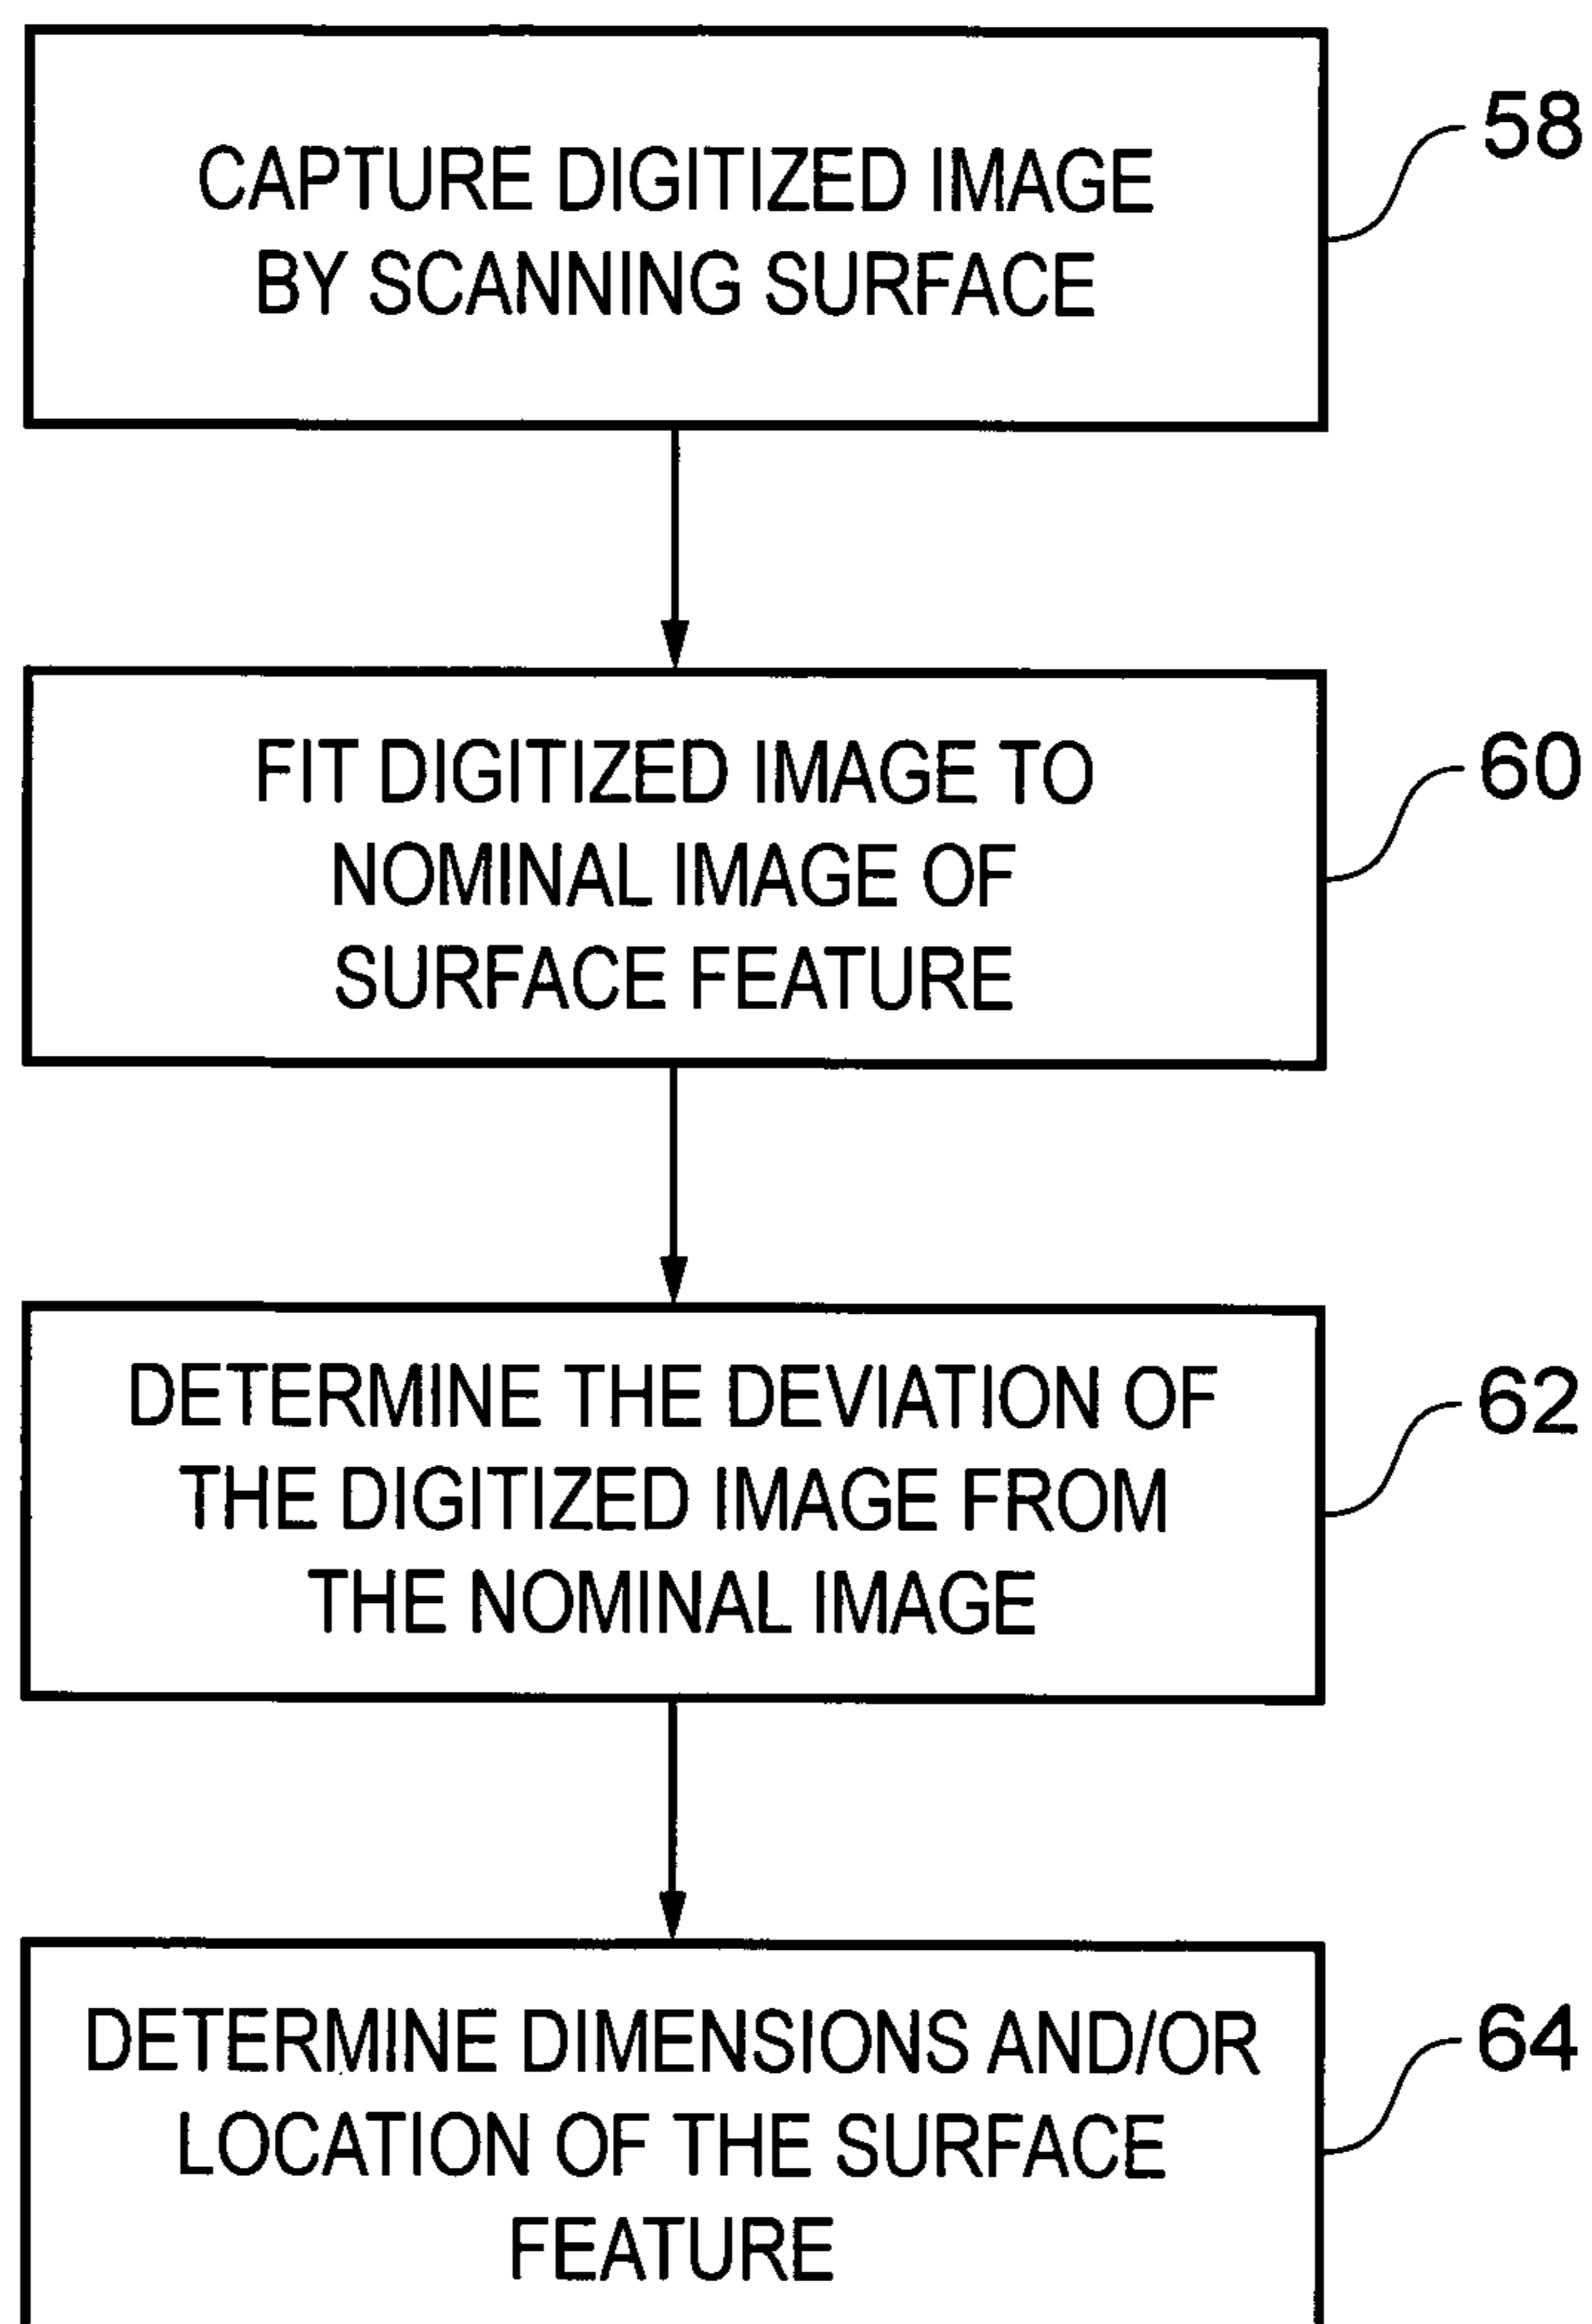 CAPTURE DIGITIZED IMAGE
BY SCANNING SURFACE
58
FIT DIGITIZED IMAGE TO
NOMINAL IMAGE OF
SURFACE FEATURE
60
DETERMINE THE DEVIATION OF
THE DIGITIZED IMAGE FROM
THE NOMINAL IMAGE
62
DETERMINE DIMENSIONS AND/OR
LOCATION OF THE SURFACE
FEATURE
64